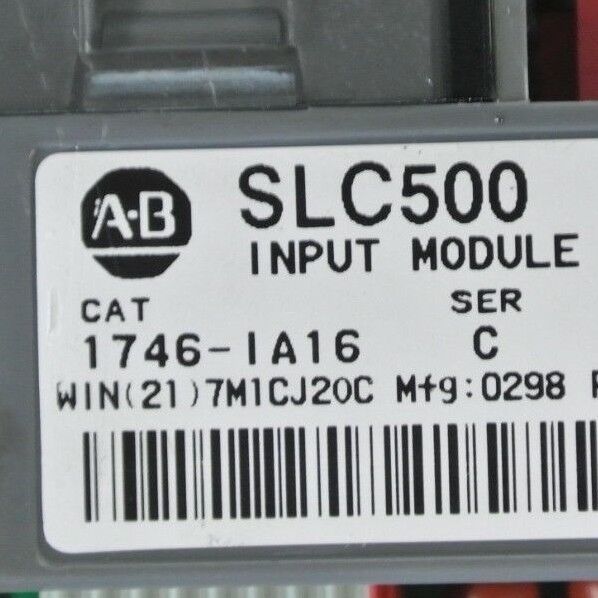 A-B
SLC500
INPUT MODULE
CAT SER
1746-IA16 C
WIN(21)7M1CJ20C Mfg:0298